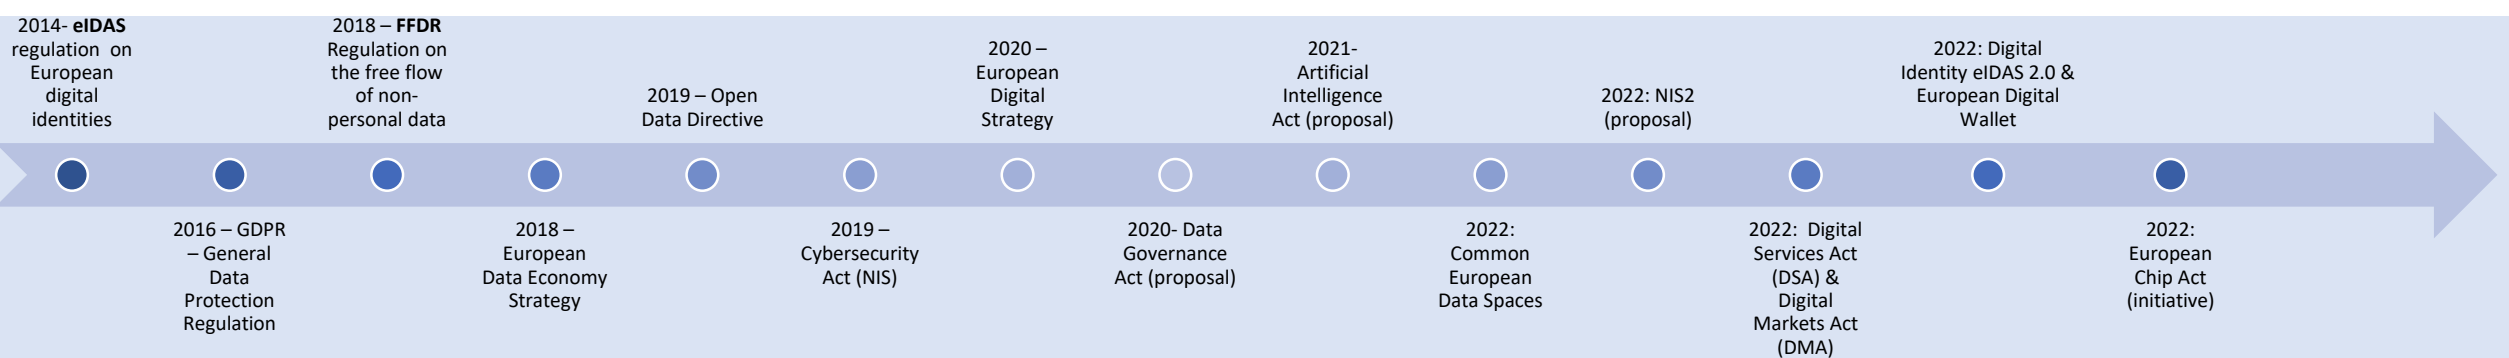 2014- eIDAS
regulation  on
European
digital
identities
2016 – GDPR
– General
Data
Protection
Regulation
2018 – FFDR
Regulation on
the free flow
of non-
personal data
2018 –
European
Data Economy
Strategy
2019 – Open
Data Directive
2019 –
Cybersecurity
Act (NIS)
2020 –
European
Digital
Strategy
2020- Data
Governance
Act (proposal)
2021-
Artificial
Intelligence
Act (proposal)
2022:
Common
European
Data Spaces
2022: NIS2
(proposal)
2022:  Digital
Services Act
(DSA) &
Digital
Markets Act
(DMA)
2022: Digital
Identity eIDAS 2.0 &
European Digital
Wallet
2022:
European
Chip Act
(initiative)